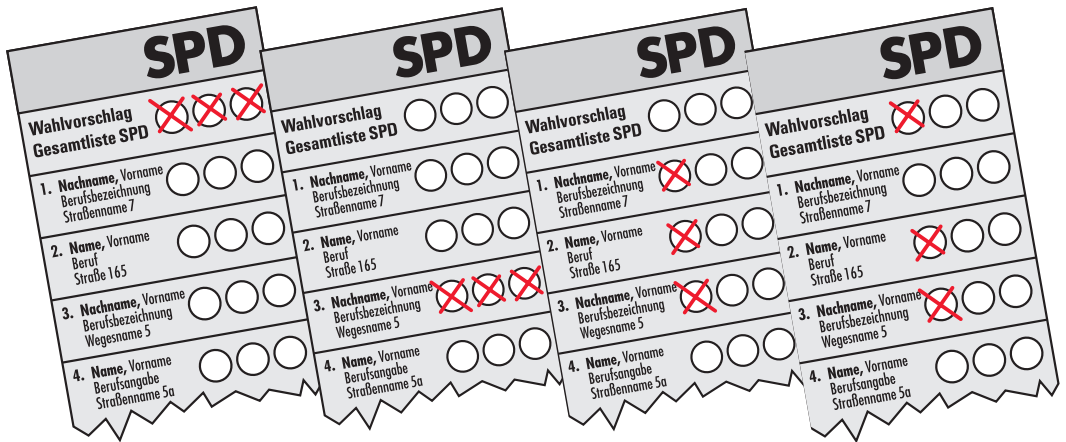 SPD
Wahlvorschlag
Gesamtliste SPD
1. Nachname, Vorname
Berufsbezeichnung
Straßenname 7
2. Name, Vorname
Beruf
Straße 165
3. Nachname, Vorname
Berufsbezeichnung
Wegesname 5
4. Name, Vorname
Berufsangabe
Straßenname 5a
SPD
Wahlvorschlag
Gesamtliste SPD
1. Nachname, Vorname
Berufsbezeichnung
Straßenname 7
2. Name, Vorname
Beruf
Straße 165
3. Nachname, Vorname
Berufsbezeichnung
Wegesname 5
4. Name, Vorname
Berufsangabe
Straßenname 5a
SPD
Wahlvorschlag
Gesamtliste SPD
1. Nachname, Vorname
Berufsbezeichnung
Straßenname 7
2. Name, Vorname
Beruf
Straße 165
3. Nachname, Vorname
Berufsbezeichnung
Wegesname 5
4. Name, Vorname
Berufsangabe
Straßenname 5a
SPD
Wahlvorschlag
Gesamtliste SPD
1. Nachname, Vorname
Berufsbezeichnung
Straßenname 7
2. Name, Vorname
Beruf
Straße 165
3. Nachname, Vorname
Berufsbezeichnung
Wegesname 5
4. Name, Vorname
Berufsangabe
Straßenname 5a